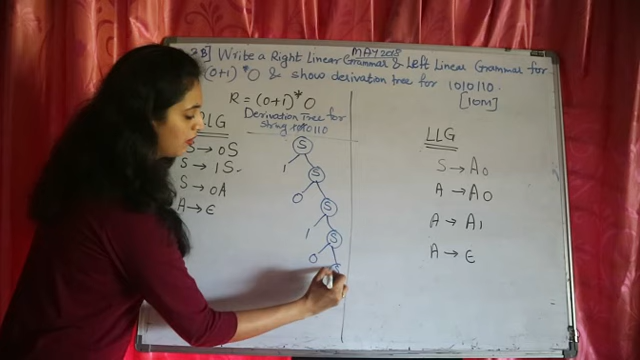 MAY 2018
3B] Write a Right Linear Grammar & Left Linear Grammar for
(0+1)*0 & show derivation tree for 1010110.
[10M]
R = (0+1)*0
RLG
S → 0S
S → 1S
S → 0A
A → ε
Derivation Tree for
String 1010110
S
1 S
0 S
1 S
0
LLG
S → A0
A → A0
A → A1
A → ε